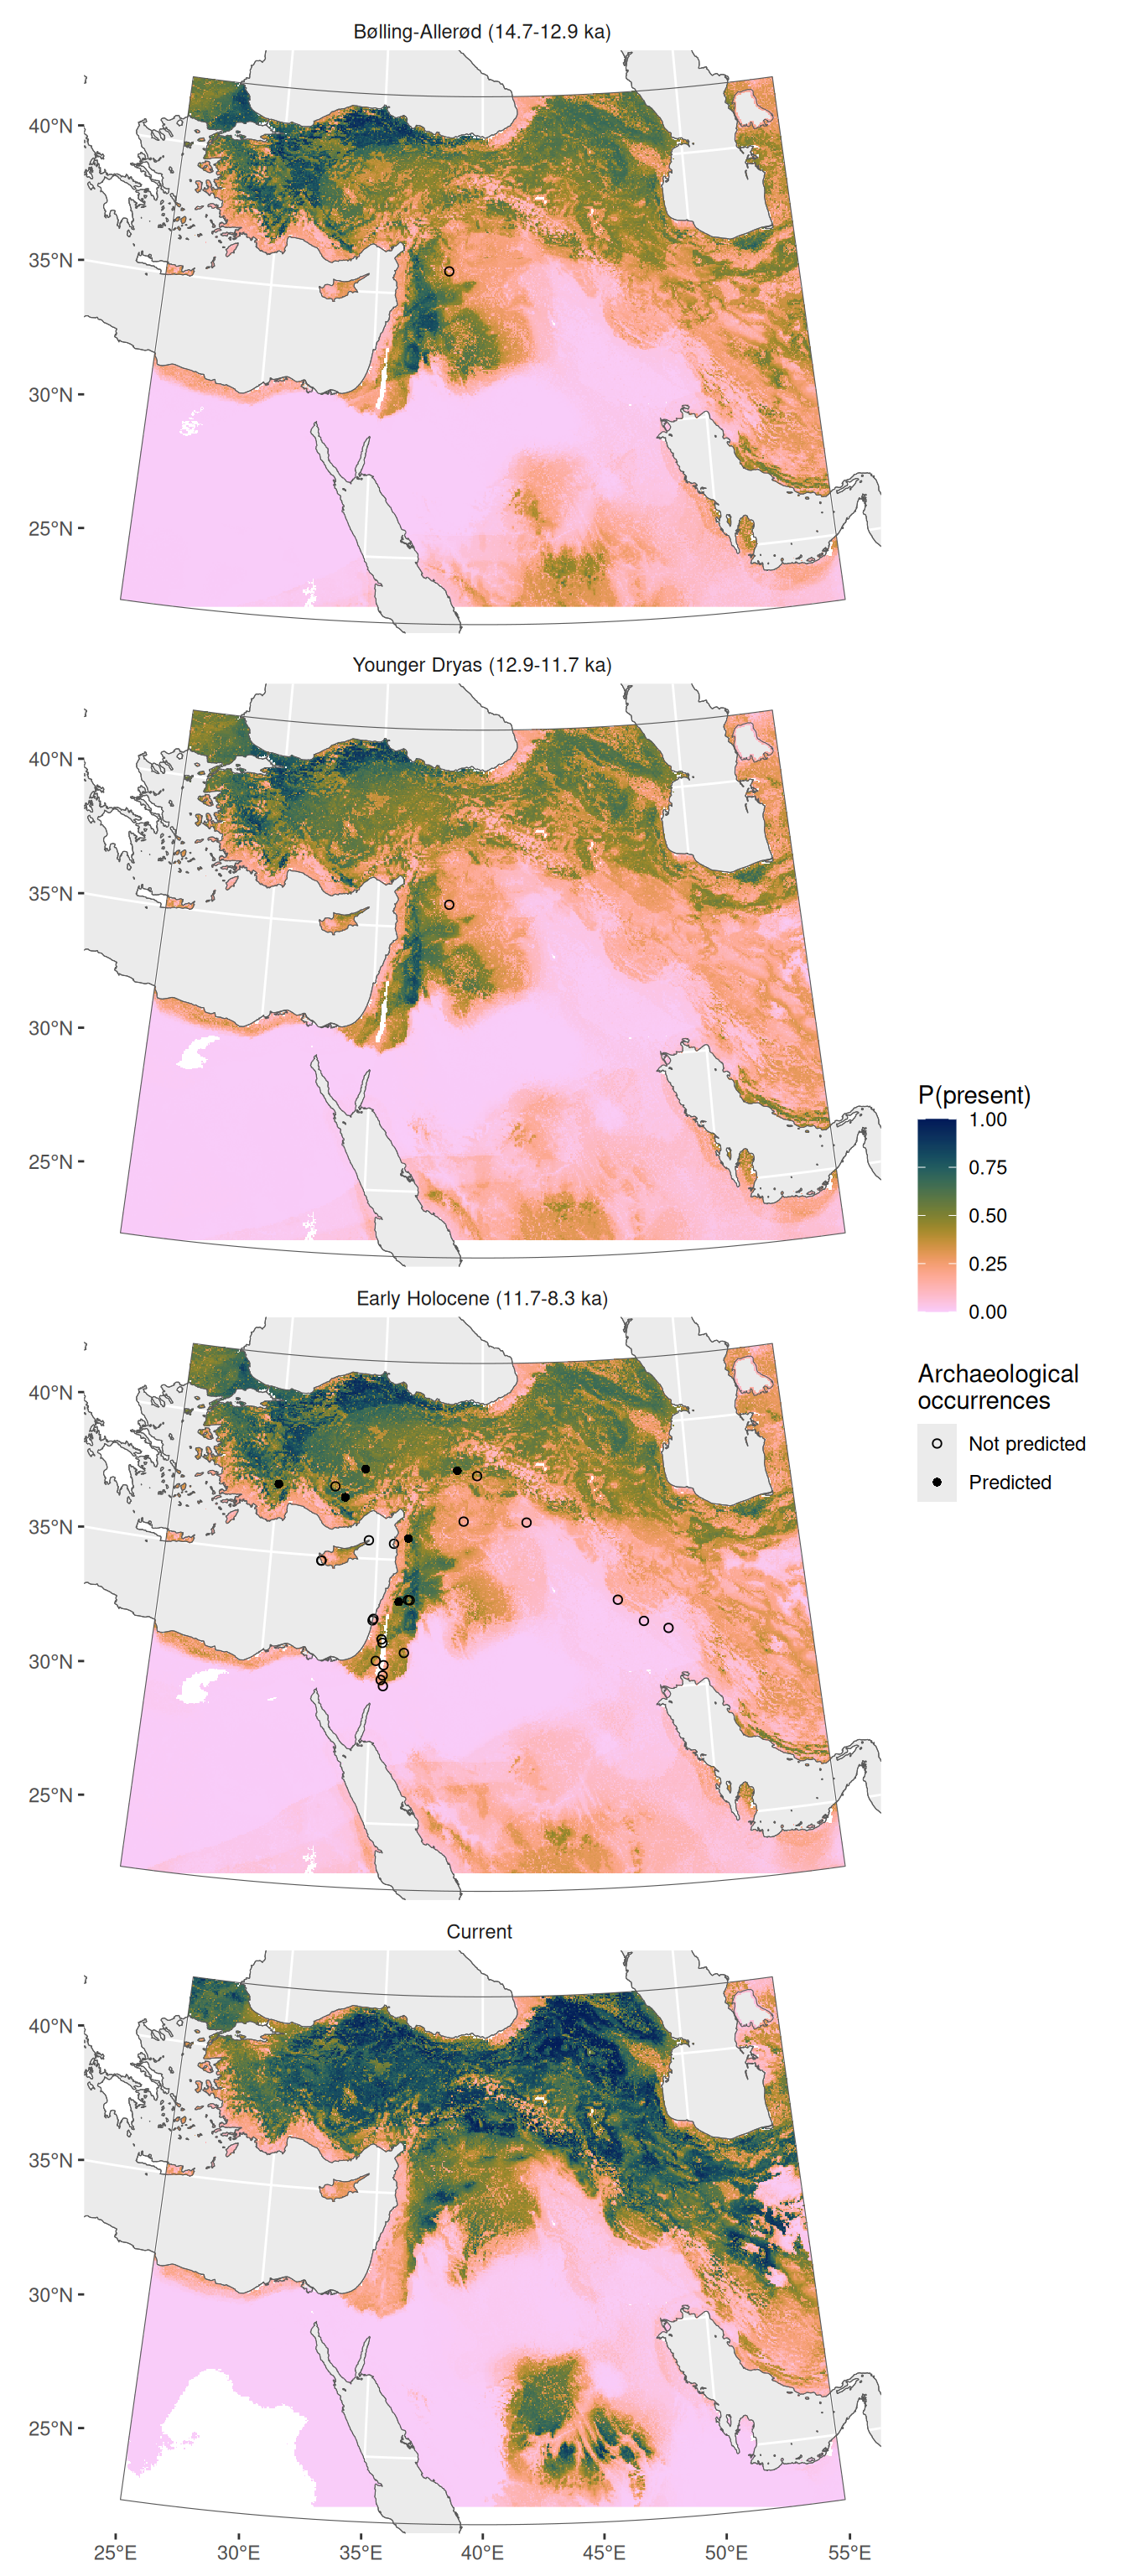 Bølling-Allerød (14.7-12.9 ka)
40°N
35°N
30°N
25°N
Younger Dryas (12.9-11.7 ka)
40°N
35°N
30°N
25°N
P(present)
1.00
0.75
0.50
0.25
0.00
Early Holocene (11.7-8.3 ka)
40°N
35°N
30°N
25°N
Archaeological
occurrences
Not predicted
Predicted
Current
40°N
35°N
30°N
25°N
25°E 30°E 35°E 40°E 45°E 50°E 55°E